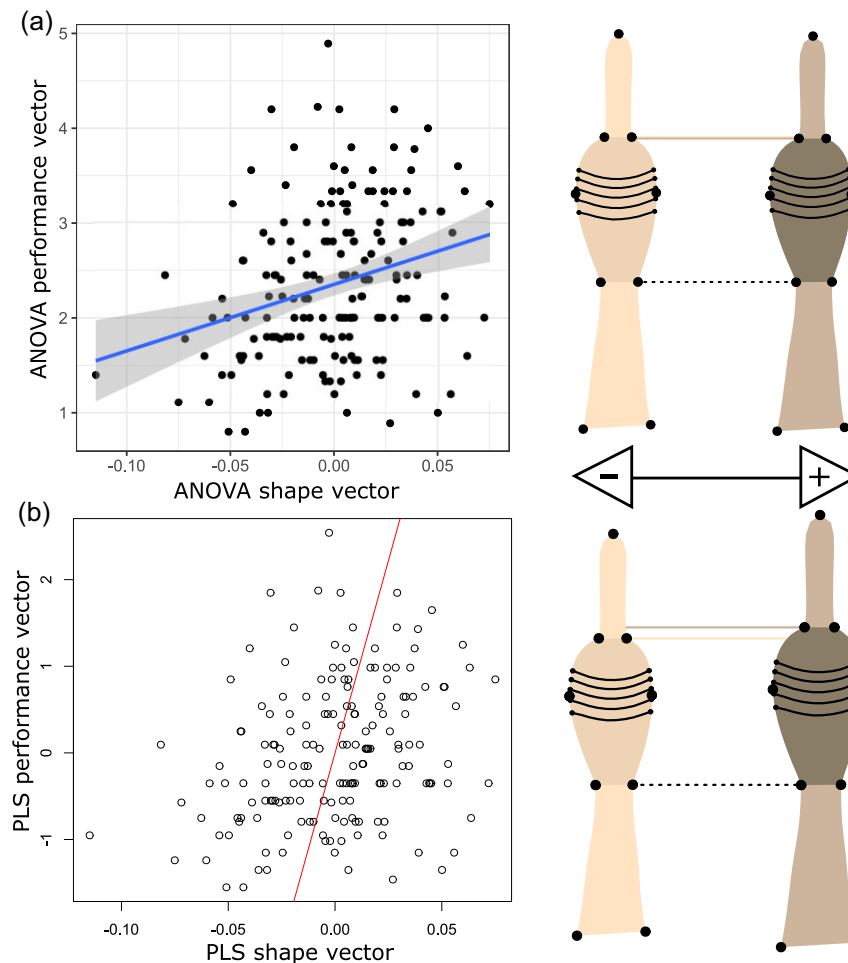 (a)
5
4
3
2
1
ANOVA performance vector
-0.10 -0.05 0.00 0.05
ANOVA shape vector
- +
(b)
2
1
0
-1
PLS performance vector
-0.10 -0.05 0.00 0.05
PLS shape vector